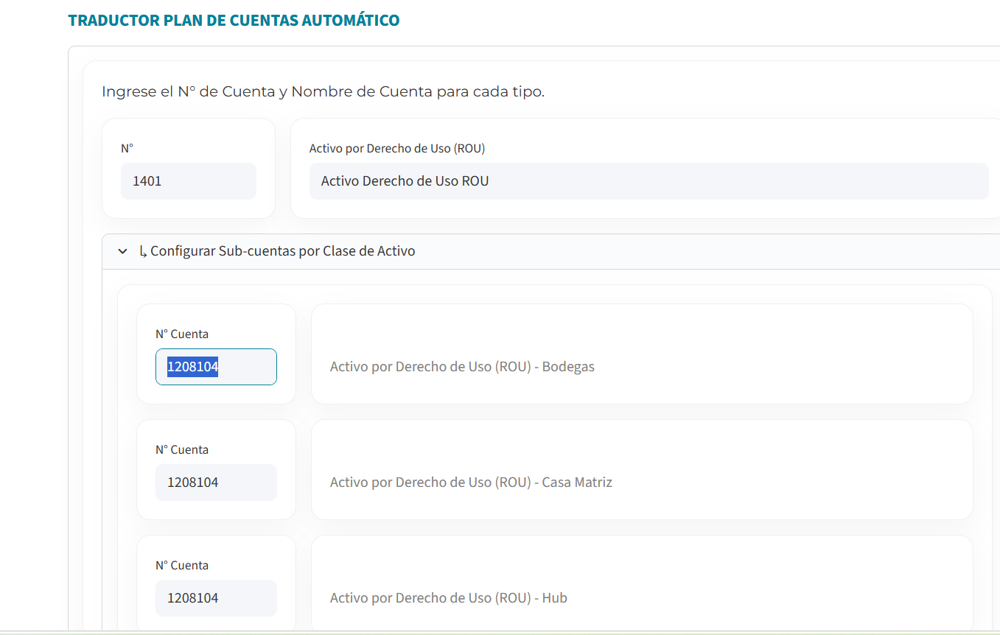 TRADUCTOR PLAN DE CUENTAS AUTOMÁTICO
Ingrese el N° de Cuenta y Nombre de Cuenta para cada tipo.
N°
1401
Activo por Derecho de Uso (ROU)
Activo Derecho de Uso ROU
↳ Configurar Sub-cuentas por Clase de Activo
N° Cuenta
1208104
Activo por Derecho de Uso (ROU) - Bodegas
N° Cuenta
1208104
Activo por Derecho de Uso (ROU) - Casa Matriz
N° Cuenta
1208104
Activo por Derecho de Uso (ROU) - Hub